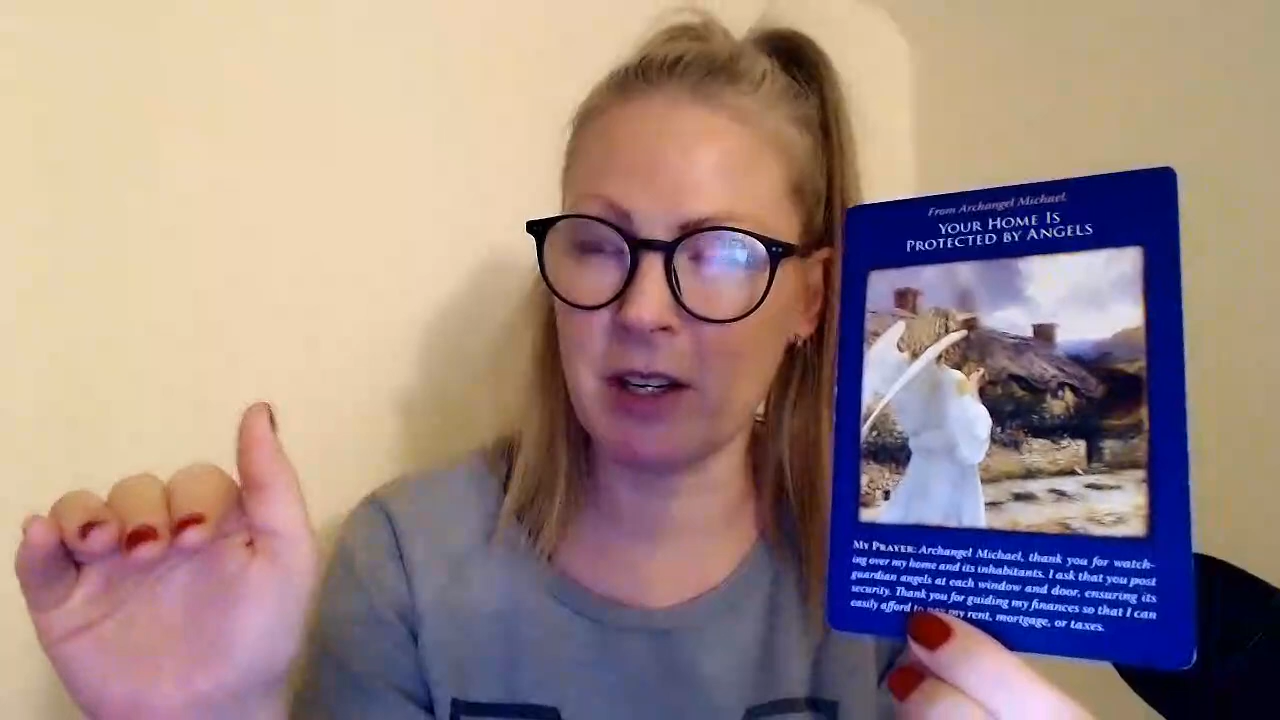 From Archangel Michael
YOUR HOME IS
PROTECTED BY ANGELS
MY PRAYER: Archangel Michael, thank you for watch-
ing over my home and its inhabitants. I ask that you post
guardian angels at each window and door, ensuring its
security. Thank you for guiding my finances so that I can
easily afford to pay my rent, mortgage, or taxes.